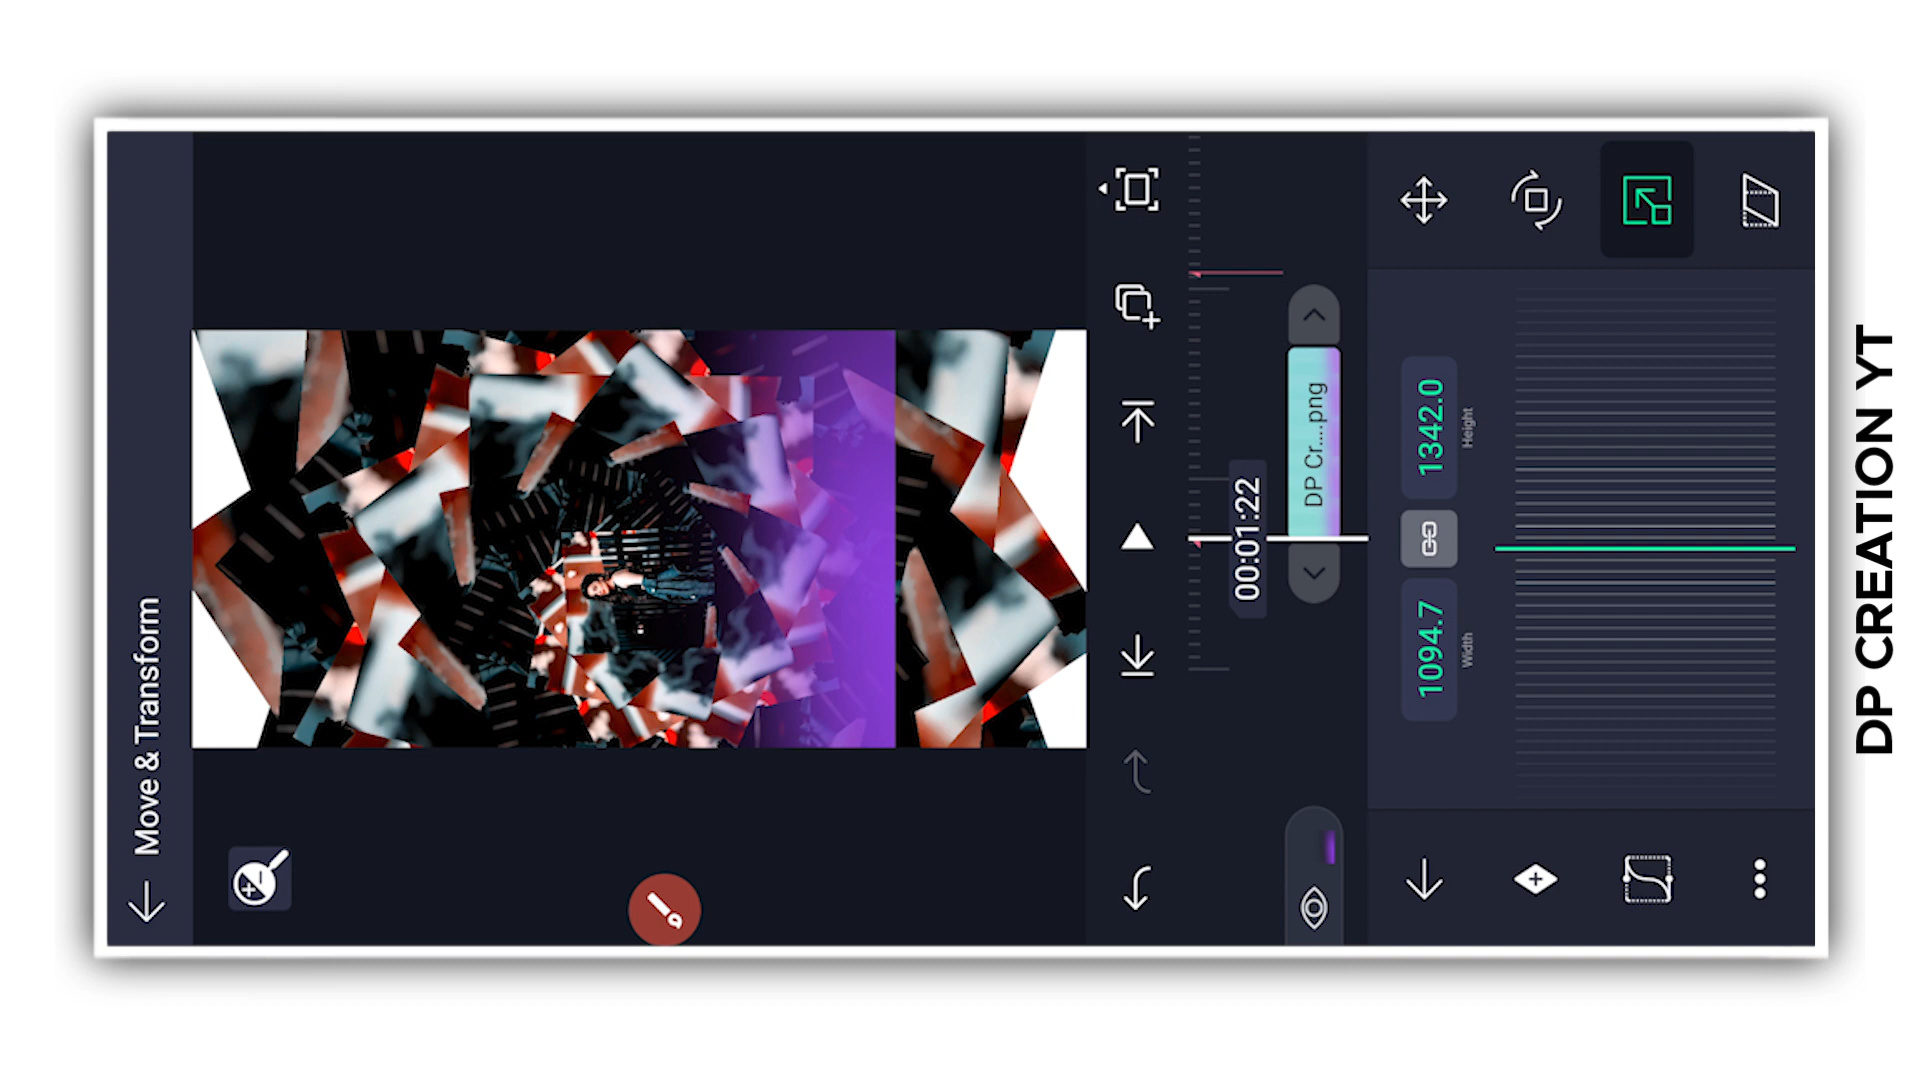 Move & Transform
00:01:22
DP Cr....png
1094.7
Width
1342.0
Height
DP CREATION YT